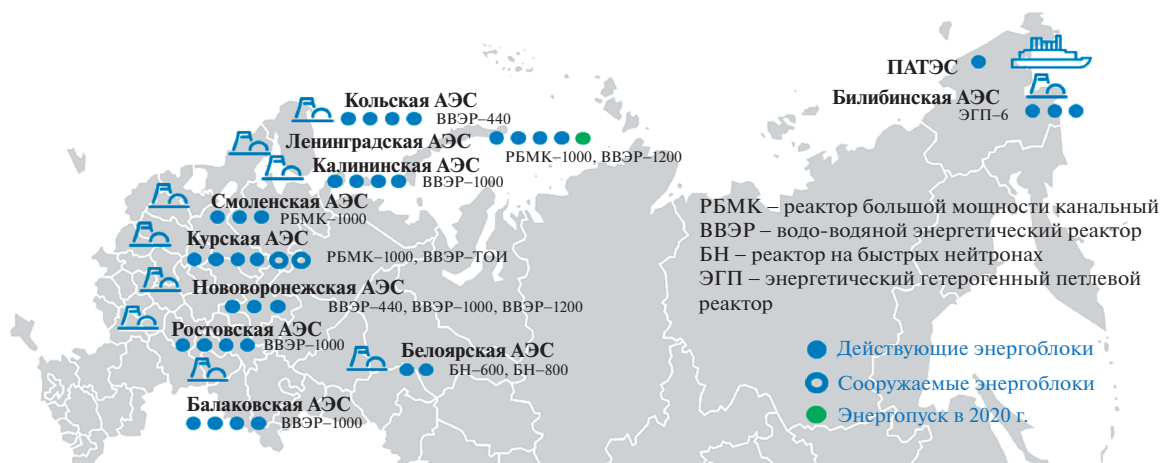 ПАТЭС
Билибинская АЭС
ЭГП–6
Кольская АЭС
ВВЭР–440
Ленинградская АЭС
РБМК–1000, ВВЭР–1200
Калининская АЭС
ВВЭР–1000
Смоленская АЭС
РБМК–1000
Курская АЭС
РБМК–1000, ВВЭР–ТОИ
Нововоронежская АЭС
ВВЭР–440, ВВЭР–1000, ВВЭР–1200
Ростовская АЭС
ВВЭР–1000
Белоярская АЭС
БН–600, БН–800
Балаковская АЭС
ВВЭР–1000
РБМК – реактор большой мощности канальный
ВВЭР – водо-водяной энергетический реактор
БН – реактор на быстрых нейтронах
ЭГП – энергетический гетерогенный петлевой
реактор
Действующие энергоблоки
Сооружаемые энергоблоки
Энергопуск в 2020 г.